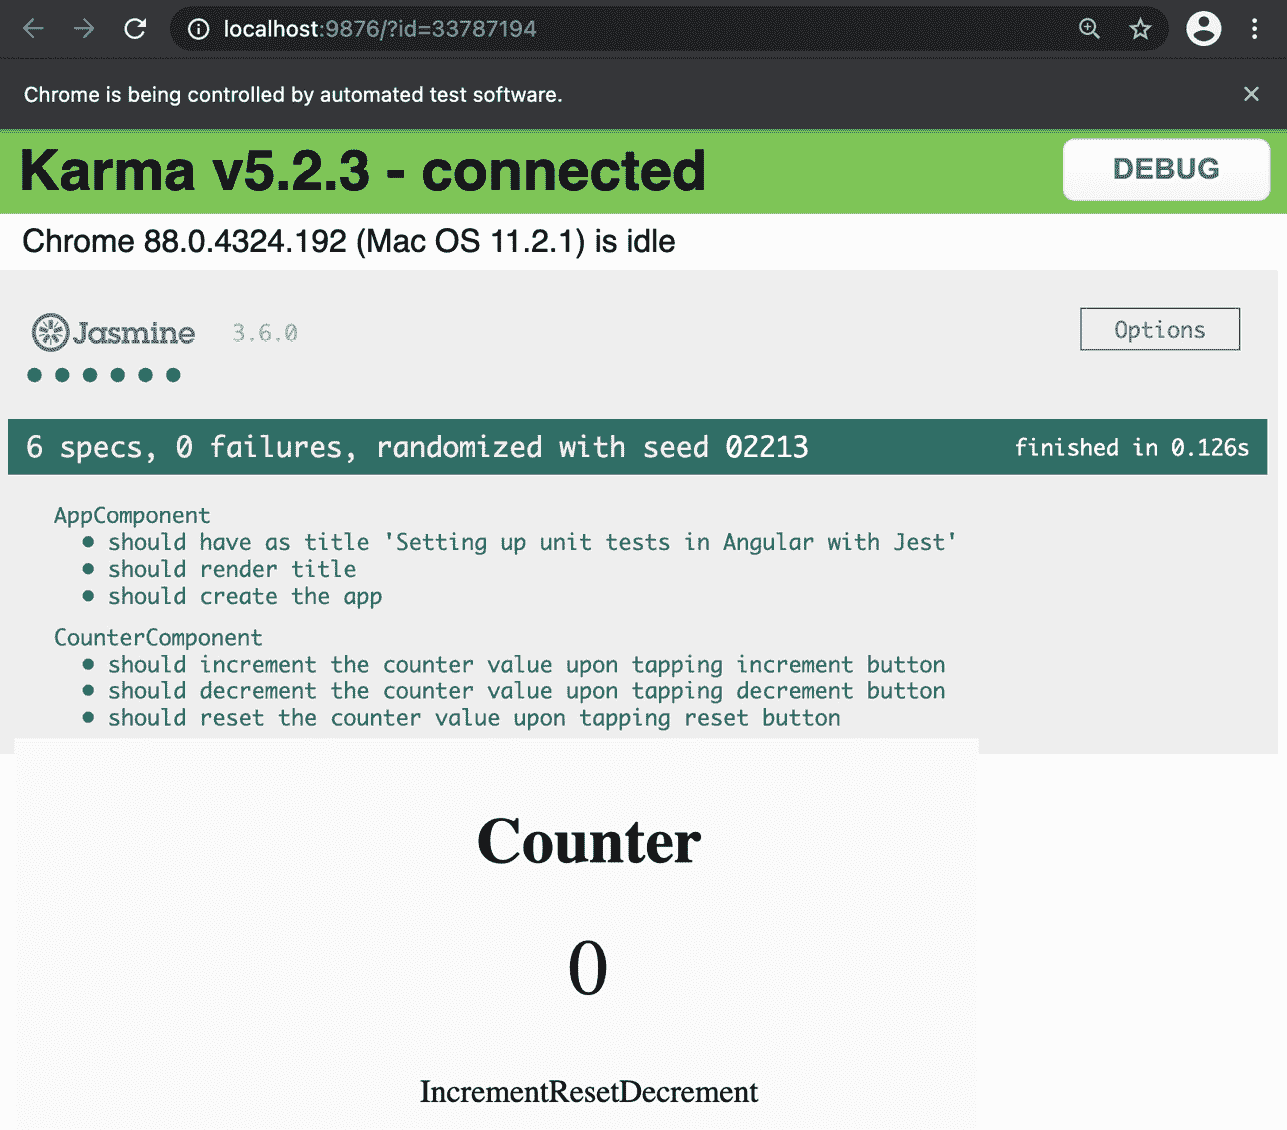 localhost:9876/?id=33787194
Chrome is being controlled by automated test software.
Karma v5.2.3 - connected
DEBUG
Chrome 88.0.4324.192 (Mac OS 11.2.1) is idle
Jasmine 3.6.0
Options
6 specs, 0 failures, randomized with seed 02213
finished in 0.126s
AppComponent
• should have as title 'Setting up unit tests in Angular with Jest'
• should render title
• should create the app
CounterComponent
• should increment the counter value upon tapping increment button
• should decrement the counter value upon tapping decrement button
• should reset the counter value upon tapping reset button
Counter
0
IncrementResetDecrement